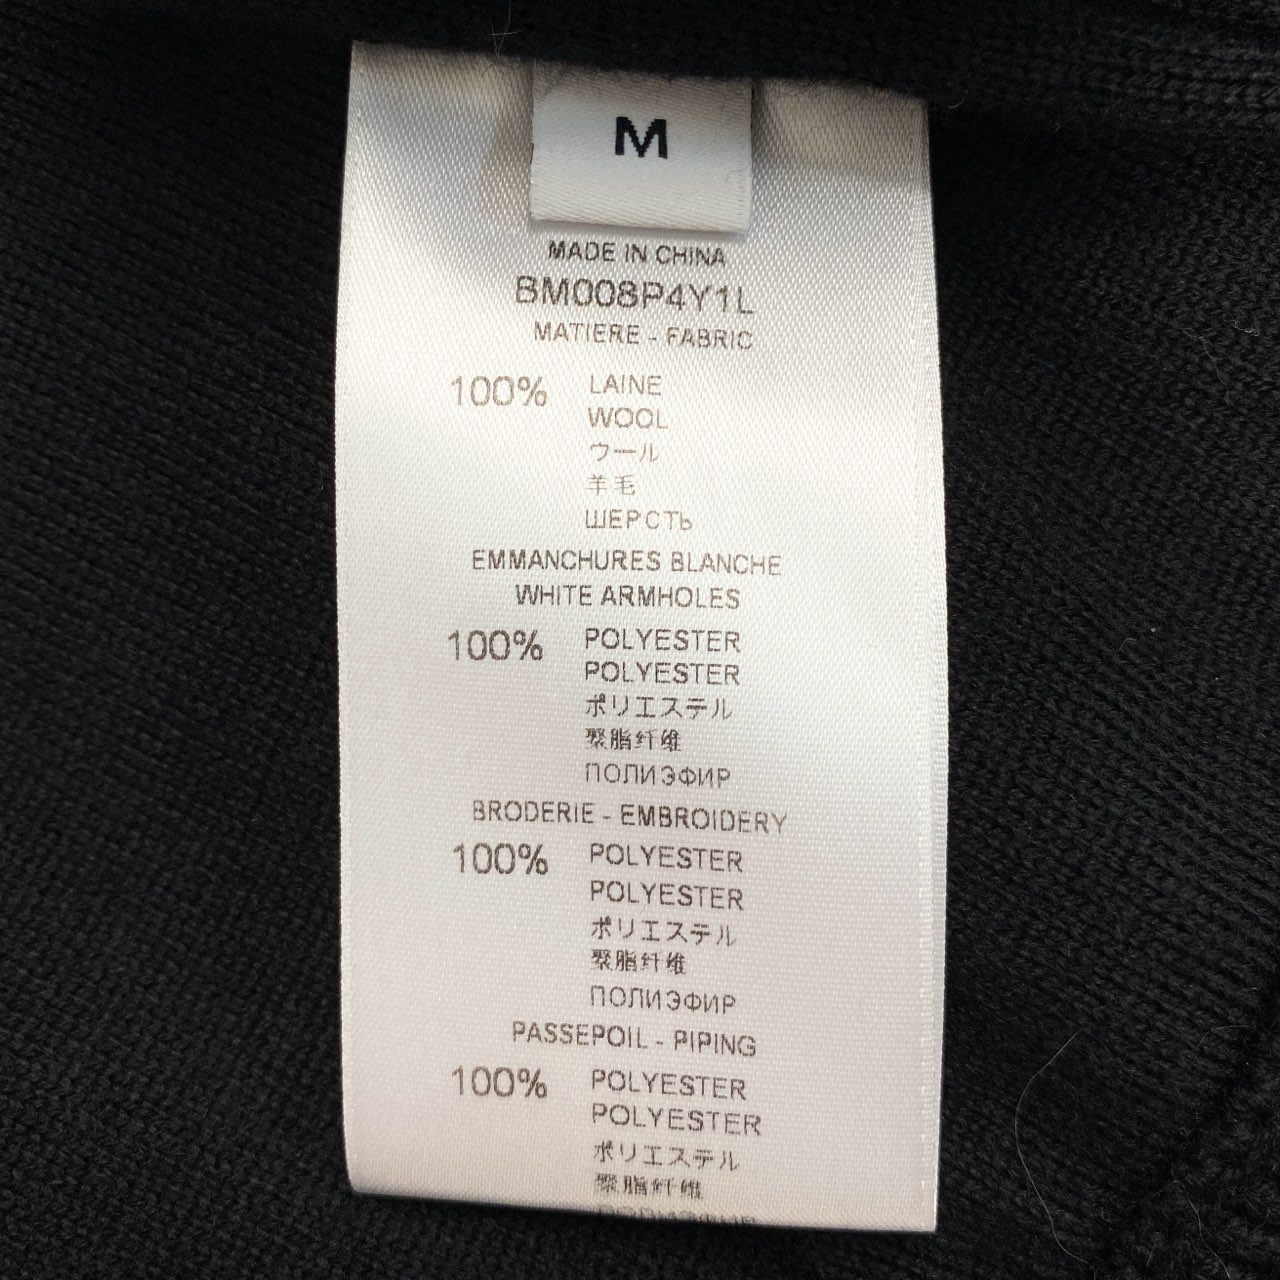 M
MADE IN CHINA
BM008P4Y1L
MATIERE - FABRIC
100% LAINE
WOOL
ウール
羊毛
ШЕРСТЬ
EMMANCHURES BLANCHE
WHITE ARMHOLES
100% POLYESTER
POLYESTER
ポリエステル
聚脂纤维
ПОЛИЭФИР
BRODERIE - EMBROIDERY
100% POLYESTER
POLYESTER
ポリエステル
聚脂纤维
ПОЛИЭФИР
PASSEPOIL - PIPING
100% POLYESTER
POLYESTER
ポリエステル
聚脂纤维